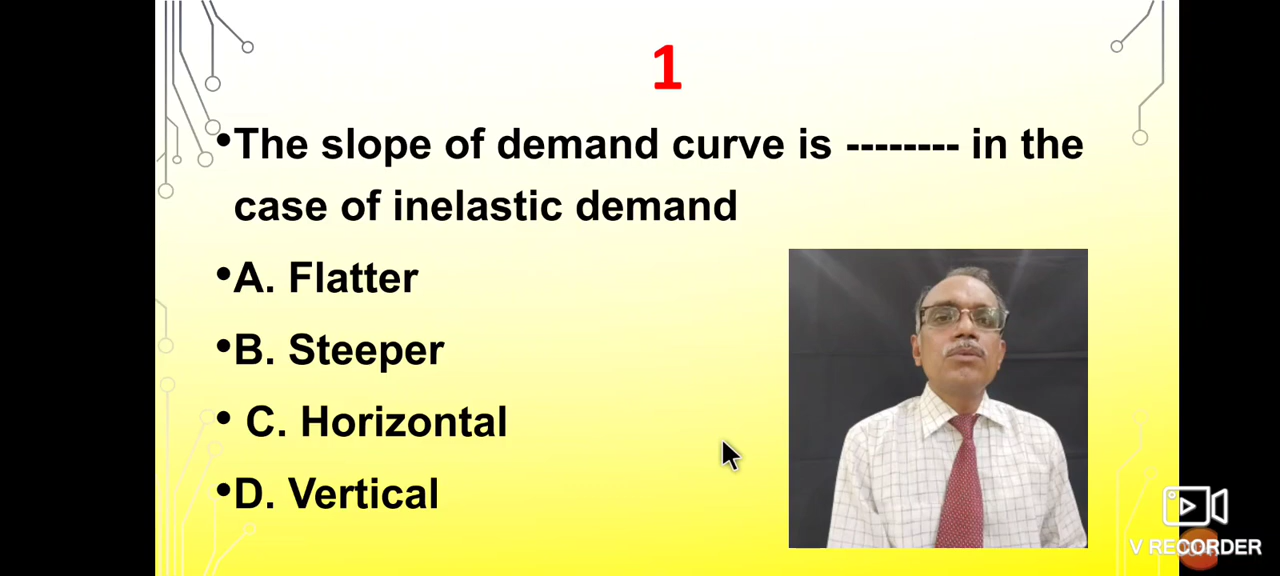 1
•The slope of demand curve is -------- in the
case of inelastic demand
•A. Flatter
•B. Steeper
• C. Horizontal
•D. Vertical
V RECORDER